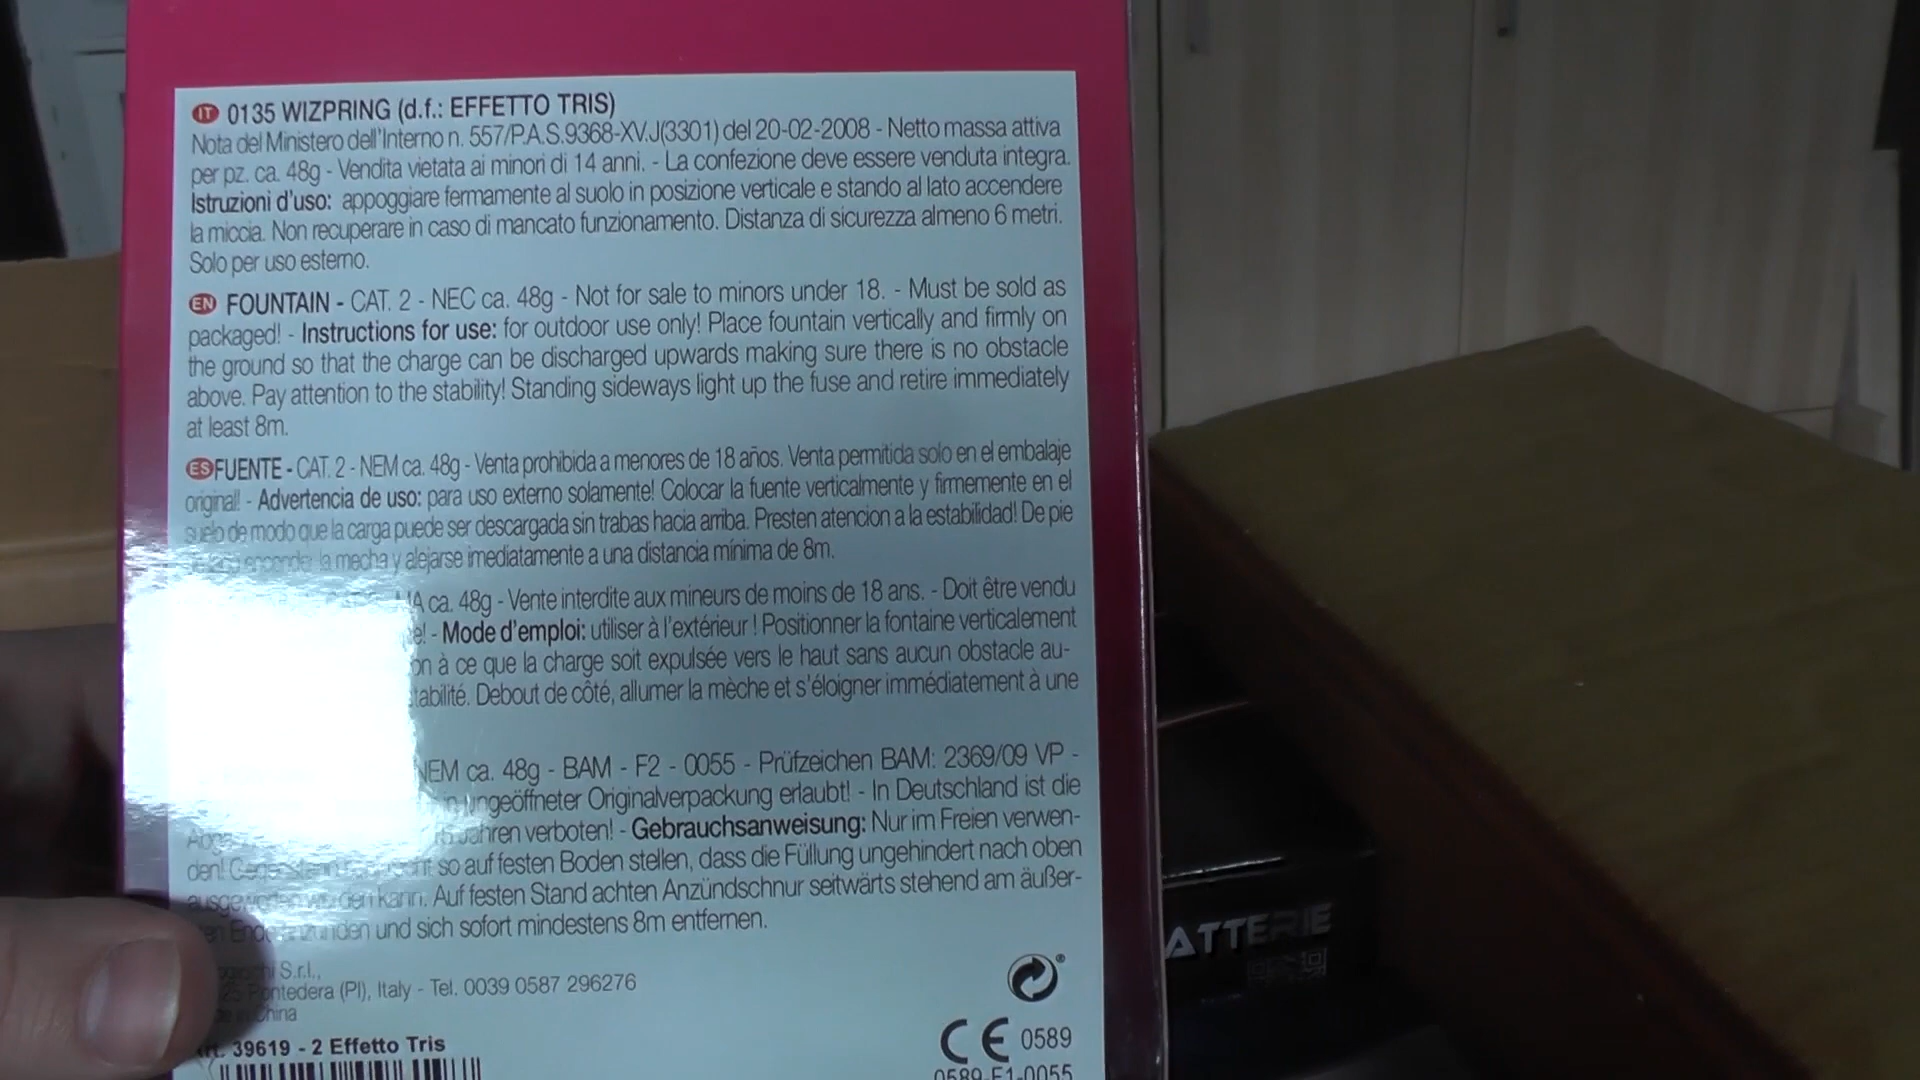 IT 0135 WIZPRING (d.f.: EFFETTO TRIS)
Nota del Ministero dell'Interno n. 557/P.A.S.9368-XV.J(3301) del 20-02-2008 - Netto massa attiva
per pz. ca. 48g - Vendita vietata ai minori di 14 anni. - La confezione deve essere venduta integra.
Istruzioni d'uso: appoggiare fermamente al suolo in posizione verticale e stando al lato accendere
la miccia. Non recuperare in caso di mancato funzionamento. Distanza di sicurezza almeno 6 metri.
Solo per uso esterno.
EN FOUNTAIN - CAT. 2 - NEC ca. 48g - Not for sale to minors under 18. - Must be sold as
packaged! - Instructions for use: for outdoor use only! Place fountain vertically and firmly on
the ground so that the charge can be discharged upwards making sure there is no obstacle
above. Pay attention to the stability! Standing sideways light up the fuse and retire immediately
at least 8m.
ES FUENTE - CAT. 2 - NEM ca. 48g - Venta prohibida a menores de 18 años. Venta permitida solo en el embalaje
original! - Advertencia de uso: para uso externo solamente! Colocar la fuente verticalmente y firmemente en el
suelo de modo que la carga puede ser descargada sin trabas hacia arriba. Presten atencion a la estabilidad! De pie
la mecha y alejarse imediatamente a una distancia mínima de 8m.
ca. 48g - Vente interdite aux mineurs de moins de 18 ans. - Doit être vendu
- Mode d'emploi: utiliser à l'extérieur ! Positionner la fontaine verticalement
à ce que la charge soit expulsée vers le haut sans aucun obstacle au-
tabilité. Debout de côté, allumer la mèche et s'éloigner immédiatement à une
NEM ca. 48g - BAM - F2 - 0055 - Prüfzeichen BAM: 2369/09 VP -
in ungeöffneter Originalverpackung erlaubt! - In Deutschland ist die
Jahren verboten! - Gebrauchsanweisung: Nur im Freien verwen-
den! so auf festen Boden stellen, dass die Füllung ungehindert nach oben
kann. Auf festen Stand achten Anzündschnur seitwärts stehend am äußer-
und sich sofort mindestens 8m entfernen.
S.r.l.,
Pontedera (PI), Italy - Tel. 0039 0587 296276
China
39619 - 2 Effetto Tris
CE 0589
0589-F1-0055
ATTERIE